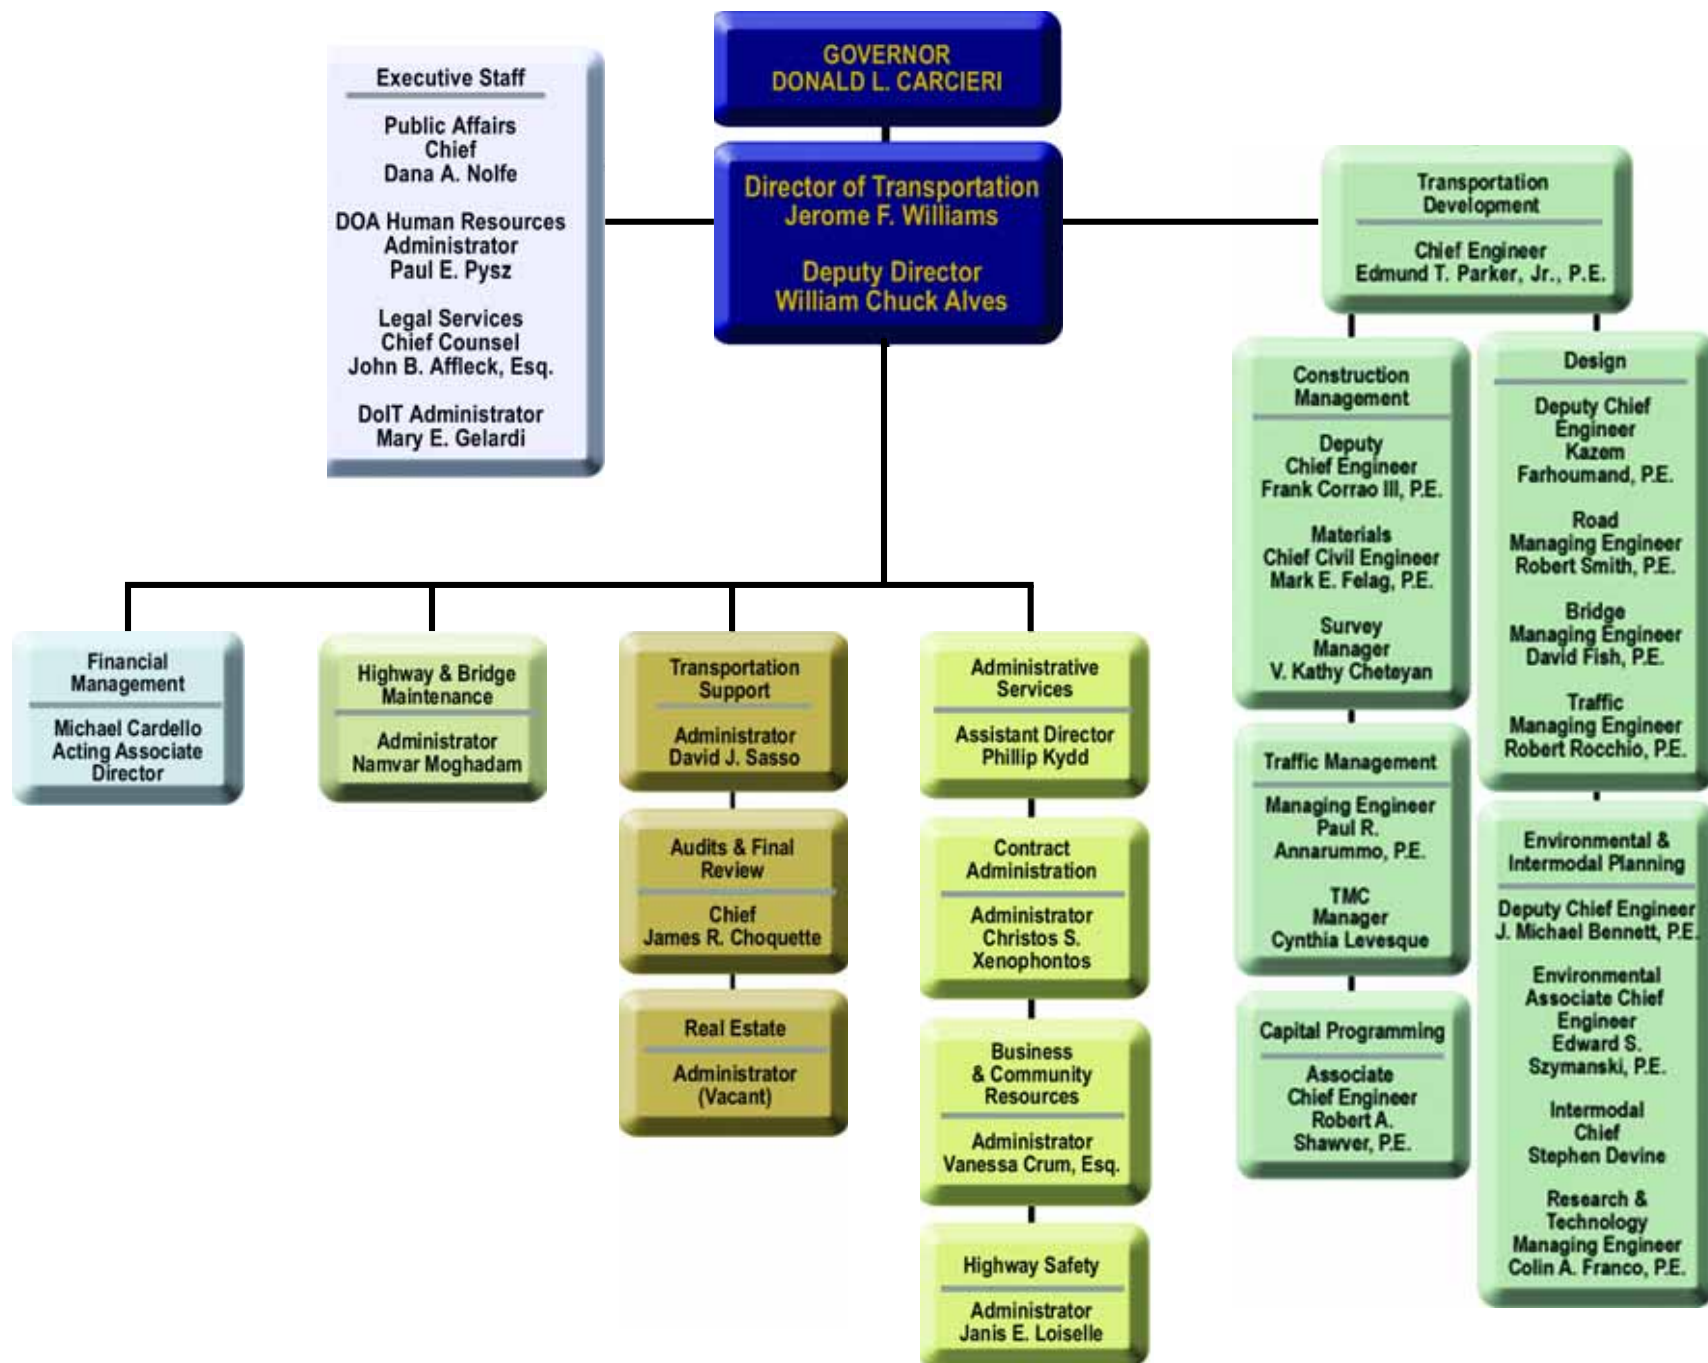 GOVERNOR
DONALD L. CARCIERI
Director of Transportation
Jerome F. Williams
Deputy Director
William Chuck Alves
Executive Staff
Public Affairs
Chief
Dana A. Nolfe
DOA Human Resources
Administrator
Paul E. Pysz
Legal Services
Chief Counsel
John B. Affleck, Esq.
DoIT Administrator
Mary E. Gelardi
Transportation
Development
Chief Engineer
Edmund T. Parker, Jr., P.E.
Construction
Management
Deputy
Chief Engineer
Frank Corrao III, P.E.
Materials
Chief Civil Engineer
Mark E. Felag, P.E.
Survey
Manager
V. Kathy Cheteyan
Traffic Management
Managing Engineer
Paul R.
Annarummo, P.E.
TMC
Manager
Cynthia Levesque
Capital Programming
Associate
Chief Engineer
Robert A.
Shawver, P.E.
Design
Deputy Chief
Engineer
Kazem
Farhoumand, P.E.
Road
Managing Engineer
Robert Smith, P.E.
Bridge
Managing Engineer
David Fish, P.E.
Traffic
Managing Engineer
Robert Rocchio, P.E.
Environmental &
Intermodal Planning
Deputy Chief Engineer
J. Michael Bennett, P.E.
Environmental
Associate Chief
Engineer
Edward S.
Szymanski, P.E.
Intermodal
Chief
Stephen Devine
Research &
Technology
Managing Engineer
Colin A. Franco, P.E.
Financial
Management
Michael Cardello
Acting Associate
Director
Highway & Bridge
Maintenance
Administrator
Namvar Moghadam
Transportation
Support
Administrator
David J. Sasso
Audits & Final
Review
Chief
James R. Choquette
Real Estate
Administrator
(Vacant)
Administrative
Services
Assistant Director
Phillip Kydd
Contract
Administration
Administrator
Christos S.
Xenophontos
Business
& Community
Resources
Administrator
Vanessa Crum, Esq.
Highway Safety
Administrator
Janis E. Loiselle